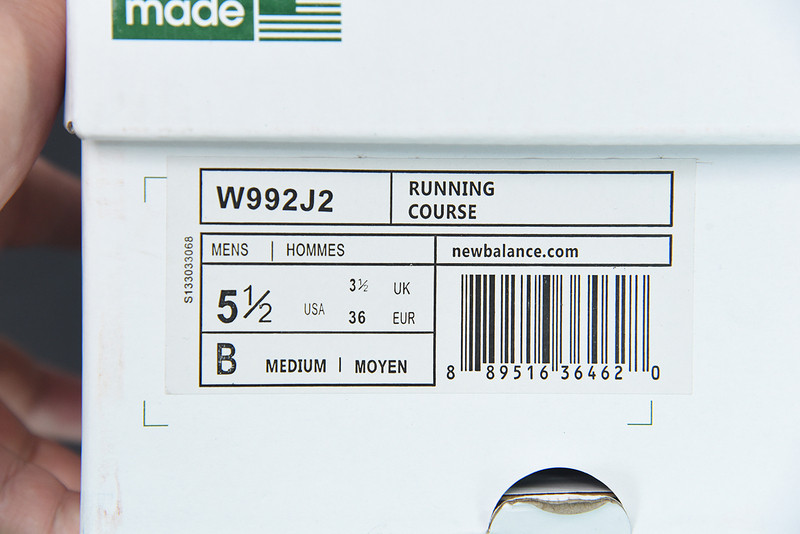 made
W992J2
RUNNING
COURSE
S133033068
MENS | HOMMES
newbalance.com
5½ USA
3½ UK
36 EUR
B MEDIUM | MOYEN
8 89516 36462 0